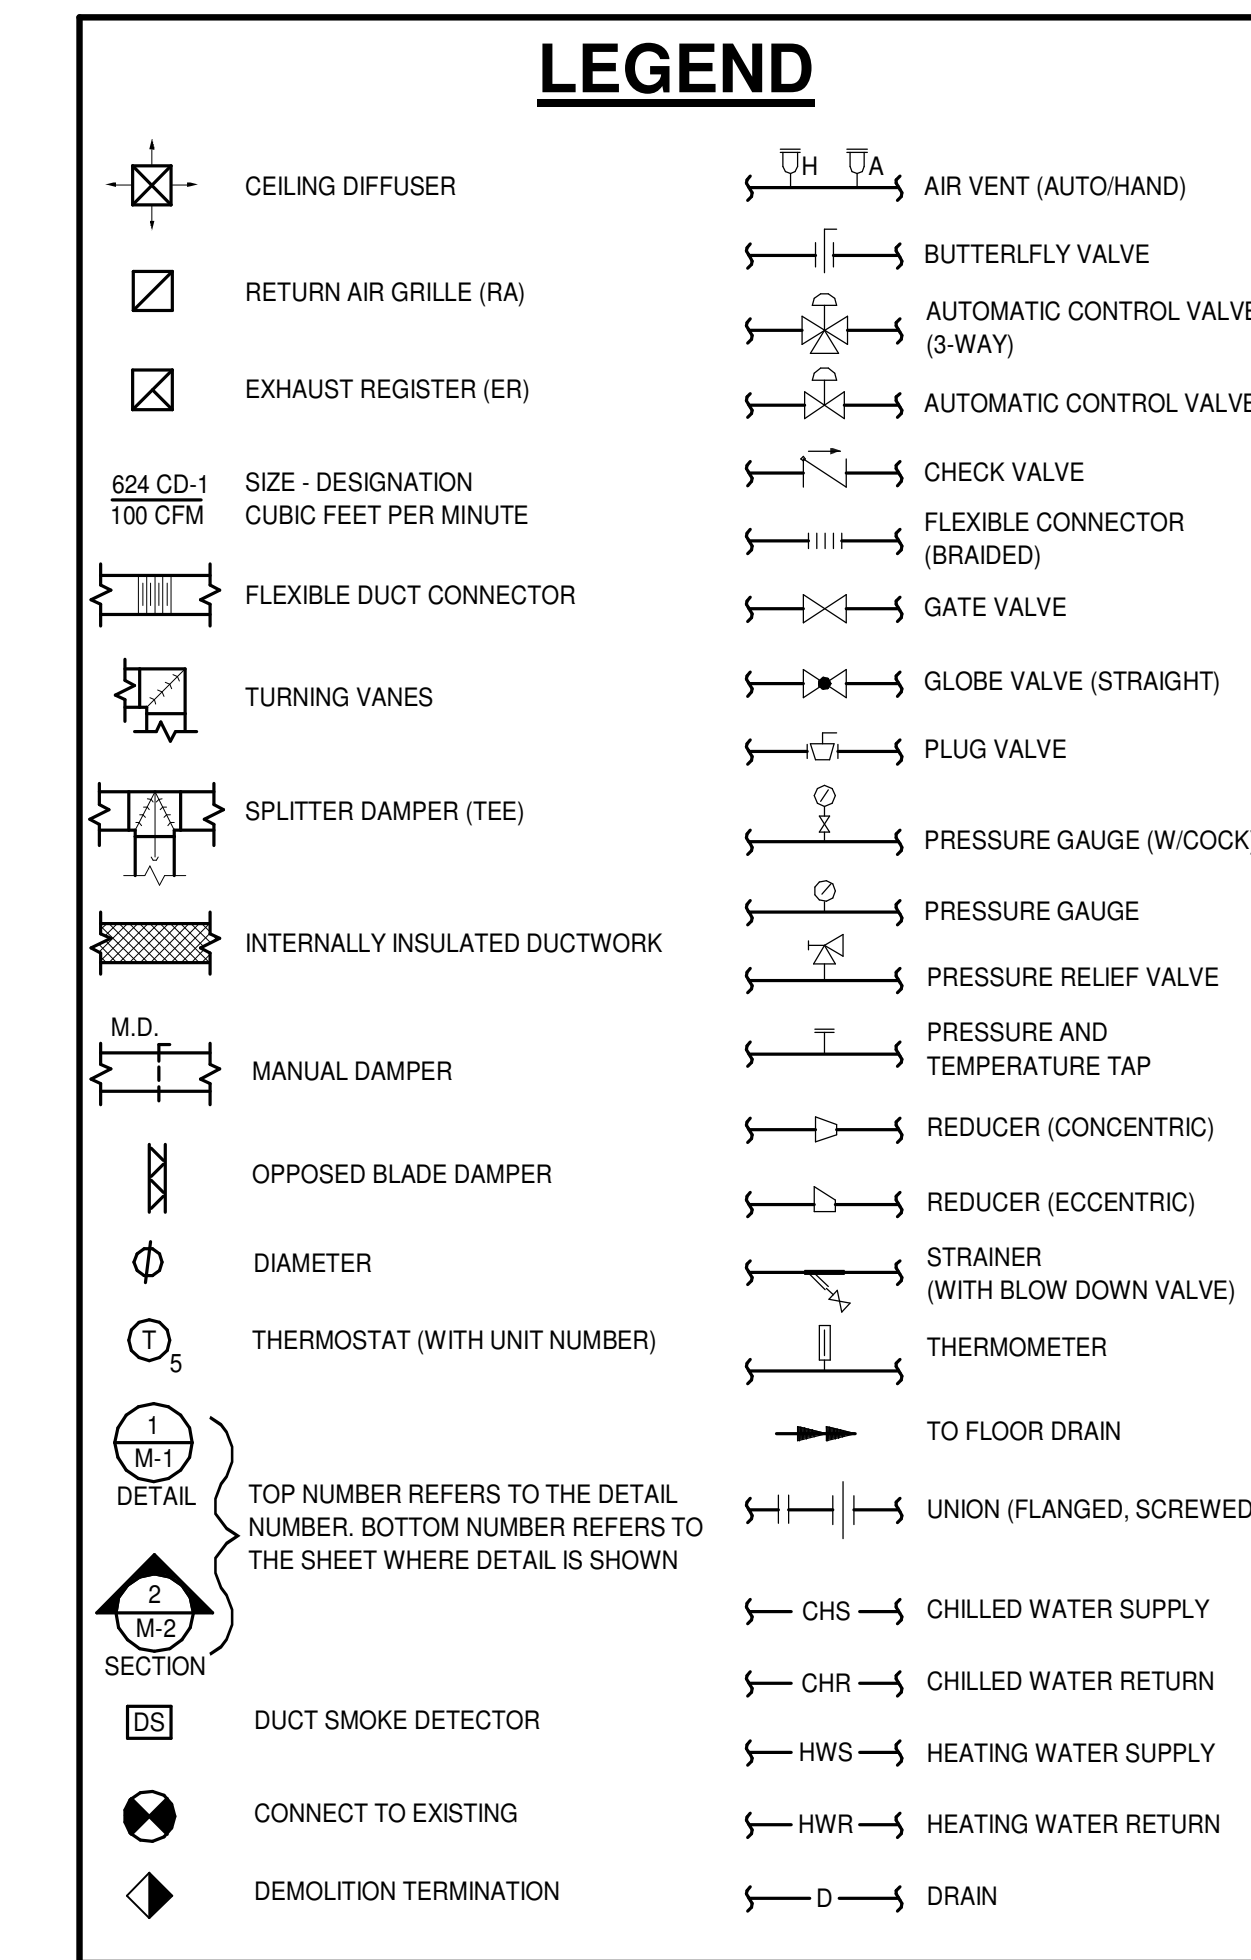 LEGEND
CEILING DIFFUSER
RETURN AIR GRILLE (RA)
EXHAUST REGISTER (ER)
624 CD-1
100 CFM
SIZE - DESIGNATION
CUBIC FEET PER MINUTE
FLEXIBLE DUCT CONNECTOR
TURNING VANES
SPLITTER DAMPER (TEE)
INTERNALLY INSULATED DUCTWORK
M.D.
MANUAL DAMPER
OPPOSED BLADE DAMPER
DIAMETER
T
5
THERMOSTAT (WITH UNIT NUMBER)
1
M-1
DETAIL
TOP NUMBER REFERS TO THE DETAIL
NUMBER. BOTTOM NUMBER REFERS TO
THE SHEET WHERE DETAIL IS SHOWN
2
M-2
SECTION
DS
DUCT SMOKE DETECTOR
CONNECT TO EXISTING
DEMOLITION TERMINATION
H A
AIR VENT (AUTO/HAND)
BUTTERLFLY VALVE
AUTOMATIC CONTROL VALVE
(3-WAY)
AUTOMATIC CONTROL VALVE
CHECK VALVE
FLEXIBLE CONNECTOR
(BRAIDED)
GATE VALVE
GLOBE VALVE (STRAIGHT)
PLUG VALVE
PRESSURE GAUGE (W/COCK)
PRESSURE GAUGE
PRESSURE RELIEF VALVE
PRESSURE AND
TEMPERATURE TAP
REDUCER (CONCENTRIC)
REDUCER (ECCENTRIC)
STRAINER
(WITH BLOW DOWN VALVE)
THERMOMETER
TO FLOOR DRAIN
UNION (FLANGED, SCREWED
CHS
CHILLED WATER SUPPLY
CHR
CHILLED WATER RETURN
HWS
HEATING WATER SUPPLY
HWR
HEATING WATER RETURN
D
DRAIN